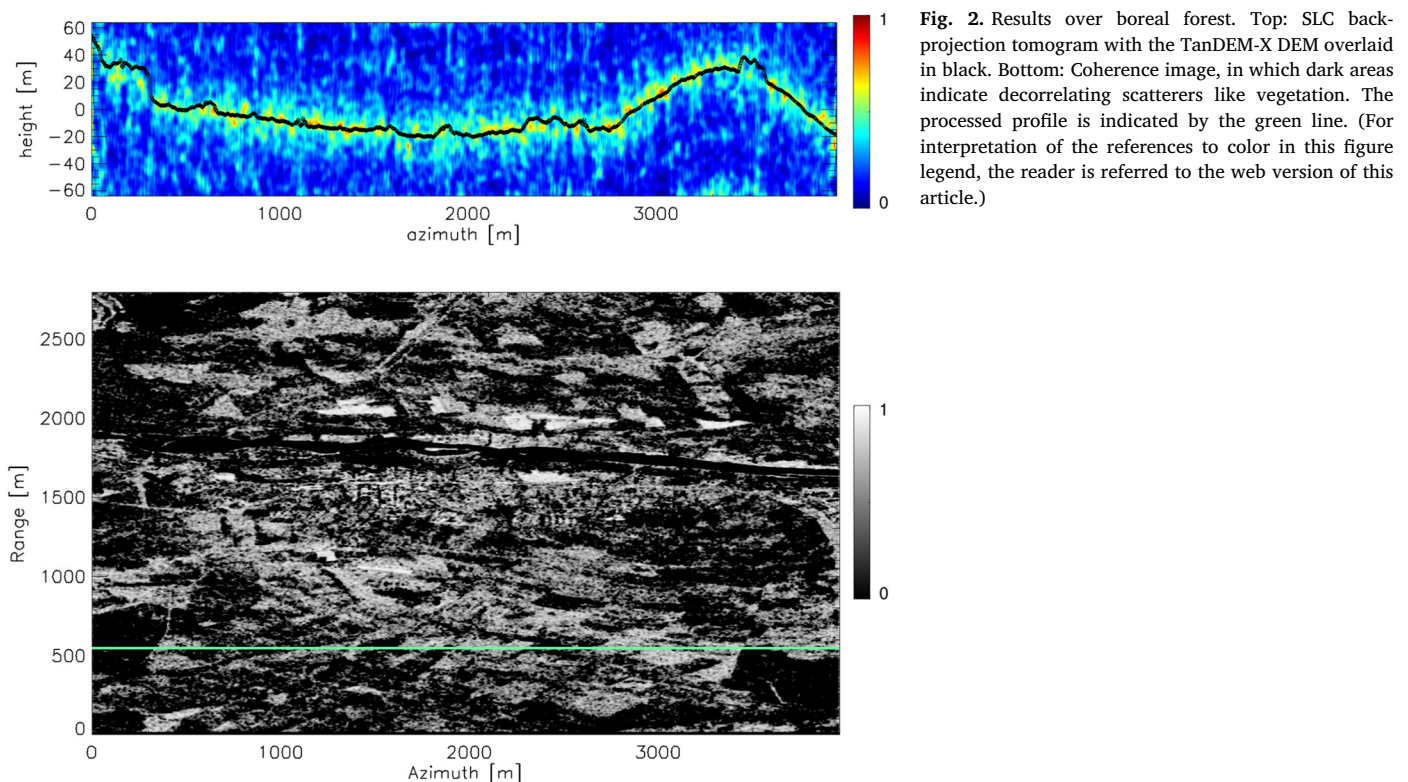 60
40
20
0
−20
−40
−60
height [m]
0
1000
2000
3000
azimuth [m]
1
0
Fig. 2. Results over boreal forest. Top: SLC back-
projection tomogram with the TanDEM-X DEM overlaid
in black. Bottom: Coherence image, in which dark areas
indicate decorrelating scatterers like vegetation. The
processed profile is indicated by the green line. (For
interpretation of the references to color in this figure
legend, the reader is referred to the web version of this
article.)
2500
2000
1500
1000
500
0
Range [m]
0
1000
2000
3000
Azimuth [m]
1
0